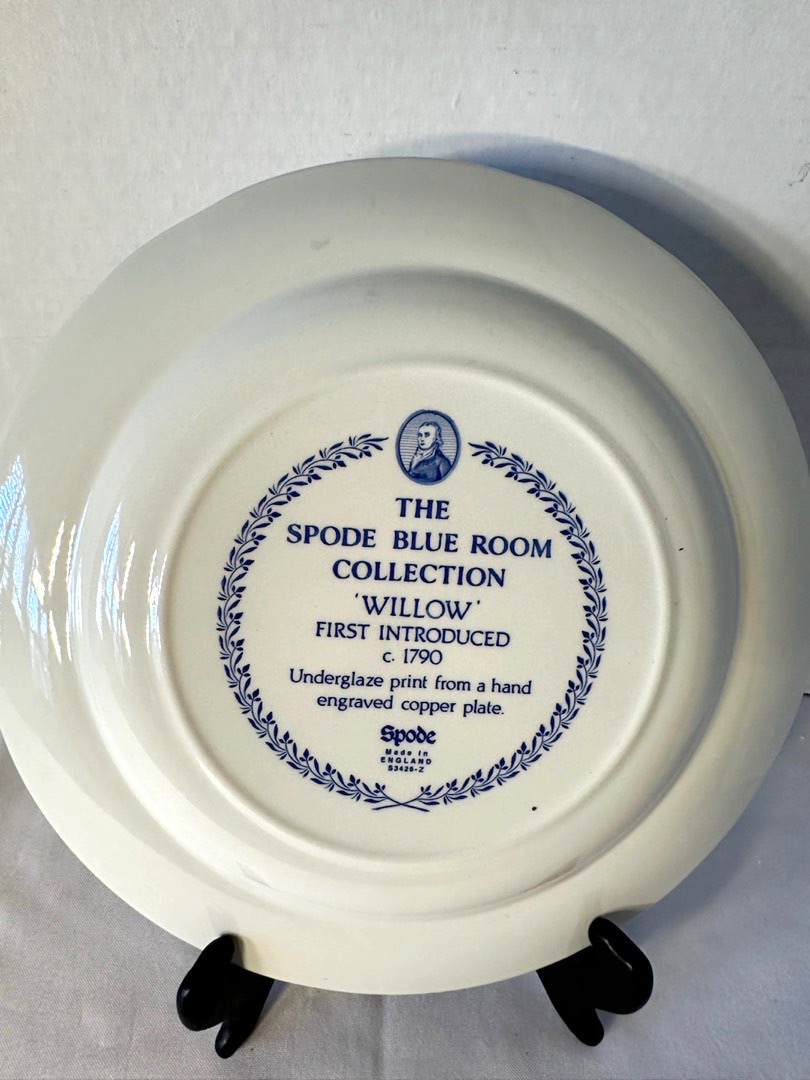 THE
SPODE BLUE ROOM
COLLECTION
'WILLOW'
FIRST INTRODUCED
c. 1790
Underglaze print from a hand
engraved copper plate.
Spode
Made in
ENGLAND
S3426-Z